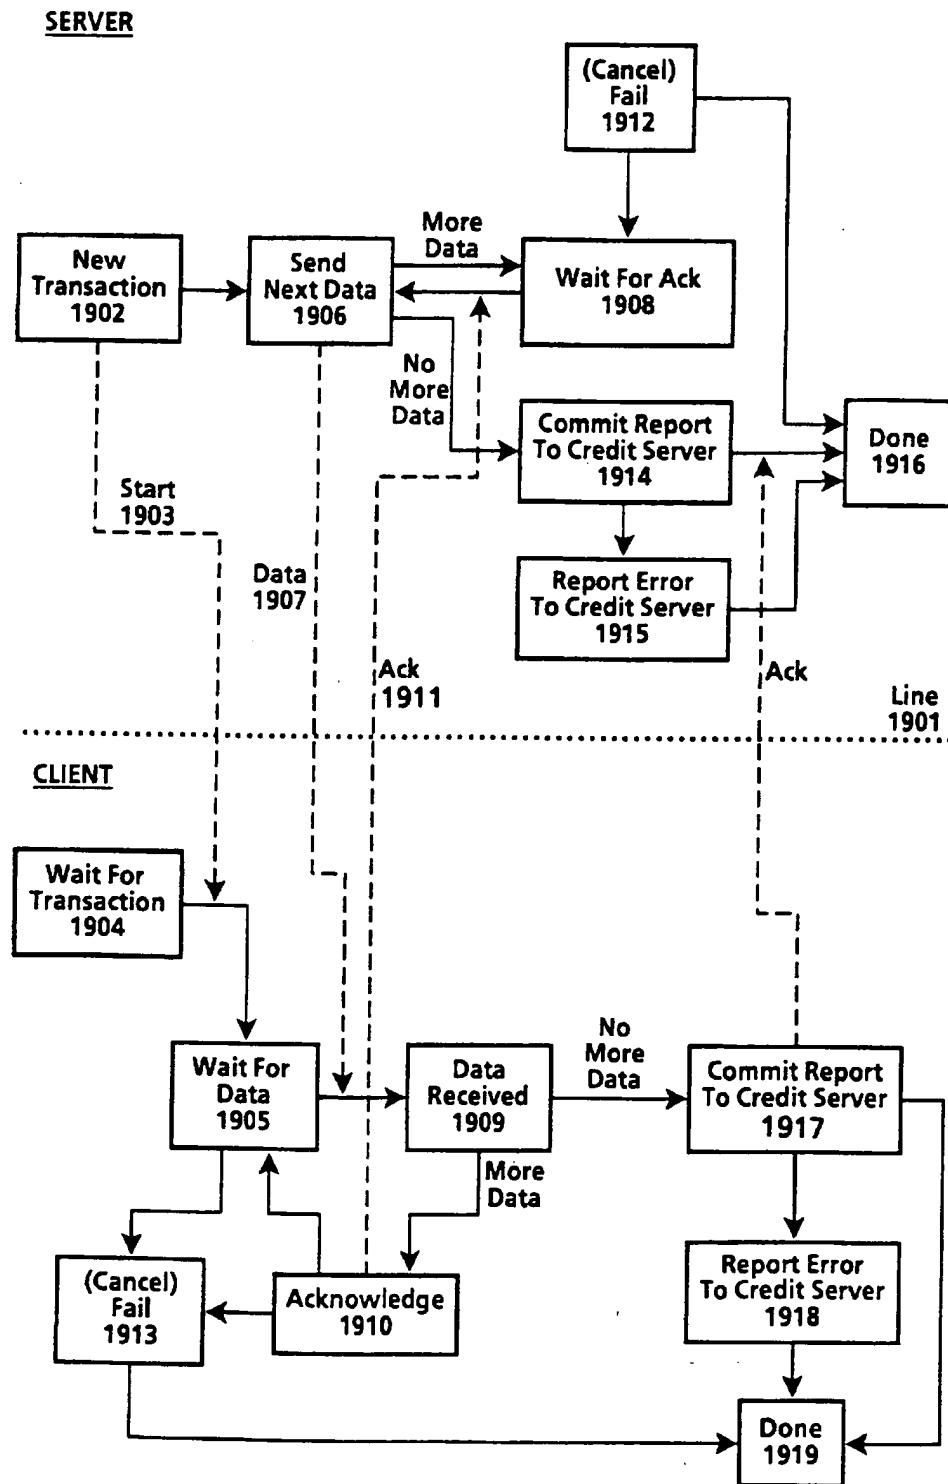 SERVER
(Cancel)
Fail
1912
More
Data
New
Transaction
1902
Send
Next Data
1906
Wait For Ack
1908
No
More
Data
Commit Report
To Credit Server
1914
Done
1916
Start
1903
Data
1907
Report Error
To Credit Server
1915
Ack
1911
Ack
Line
1901
CLIENT
Wait For
Transaction
1904
No
More
Data
Wait For
Data
1905
Data
Received
1909
Commit Report
To Credit Server
1917
More
Data
(Cancel)
Fail
1913
Acknowledge
1910
Report Error
To Credit Server
1918
Done
1919